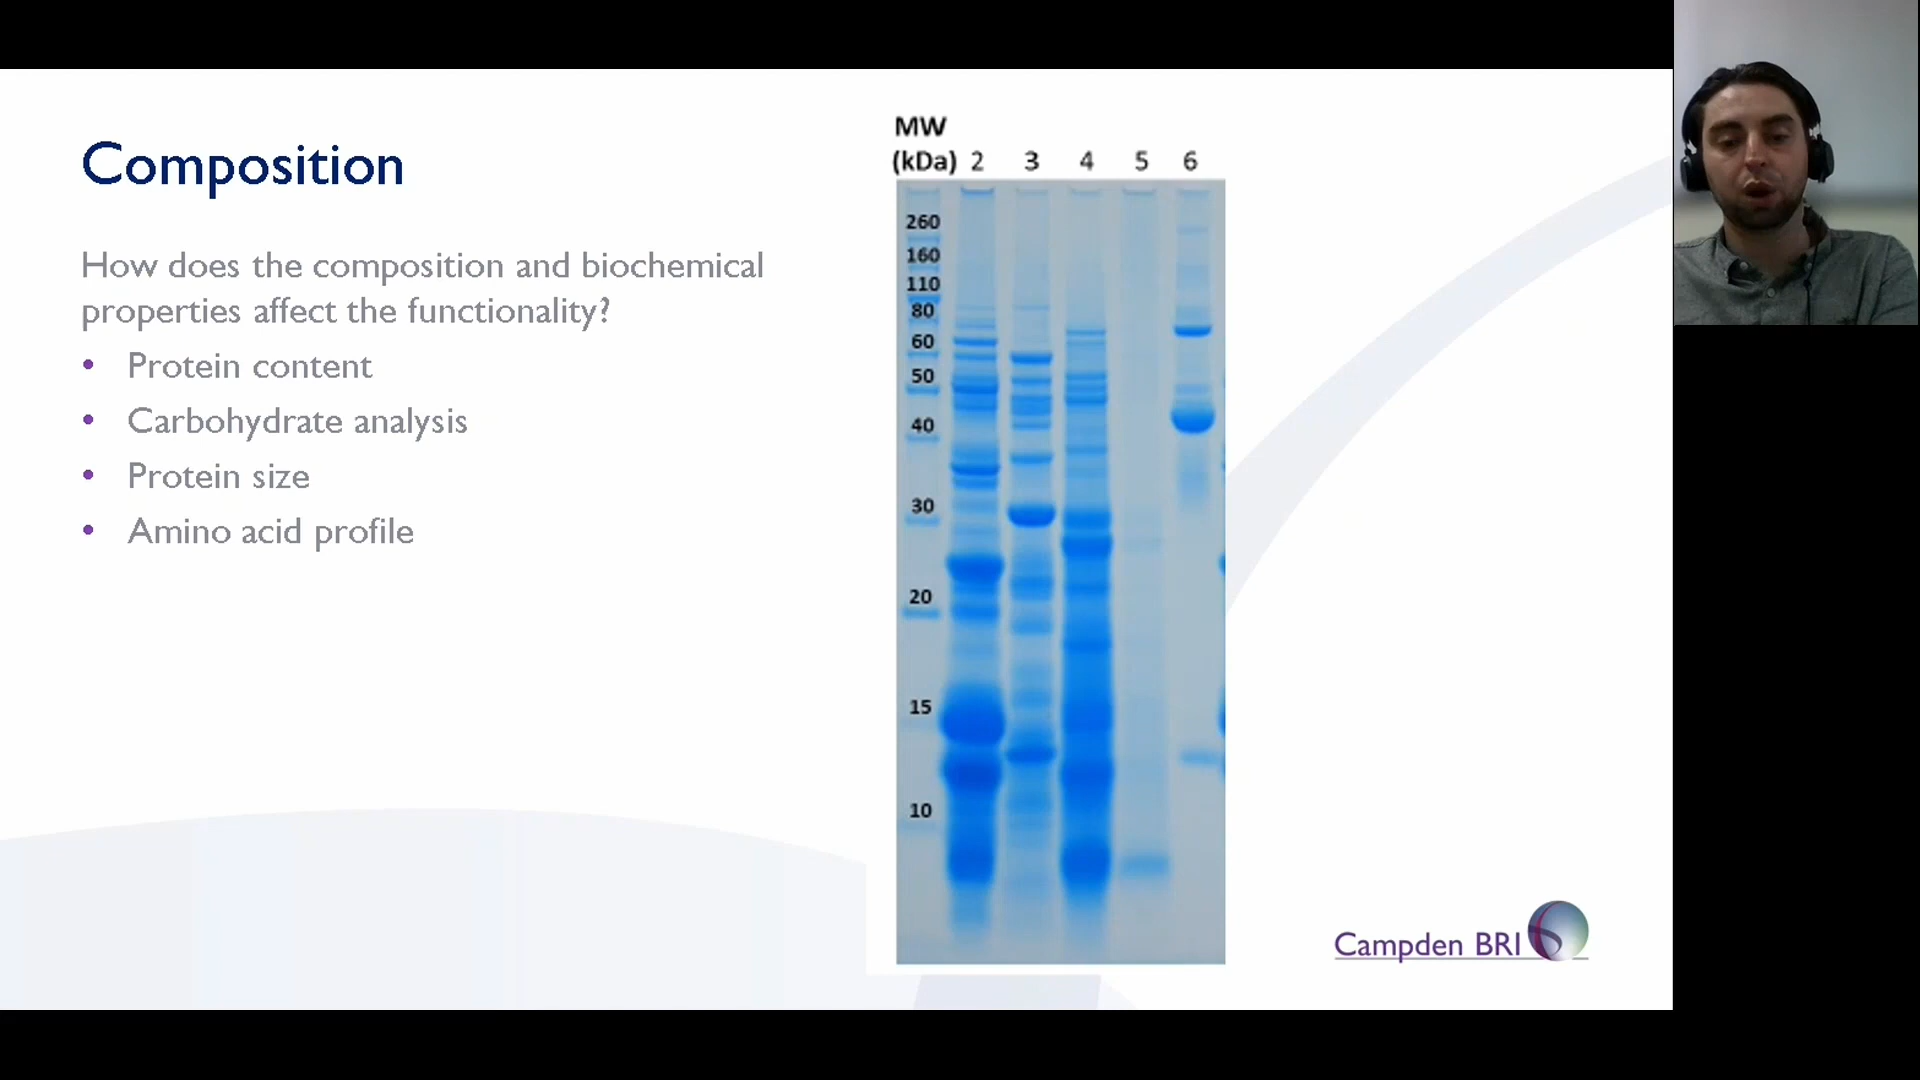 Composition
How does the composition and biochemical
properties affect the functionality?
• Protein content
• Carbohydrate analysis
• Protein size
• Amino acid profile
MW
(kDa) 2 3 4 5 6
260
160
110
80
60
50
40
30
20
15
10
Campden BRI